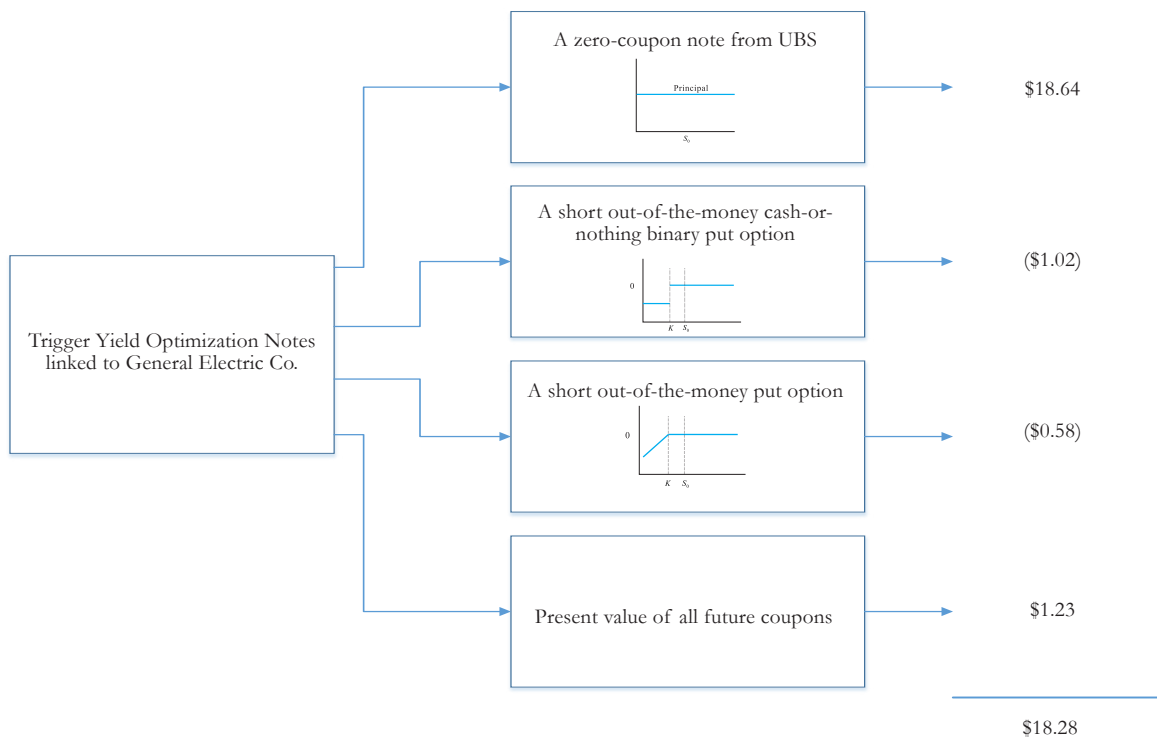 A zero-coupon note from UBS
Principal
S₀
$18.64
A short out-of-the-money cash-or-
nothing binary put option
0
K S₀
($1.02)
Trigger Yield Optimization Notes
linked to General Electric Co.
A short out-of-the-money put option
0
K S₀
($0.58)
Present value of all future coupons
$1.23
$18.28